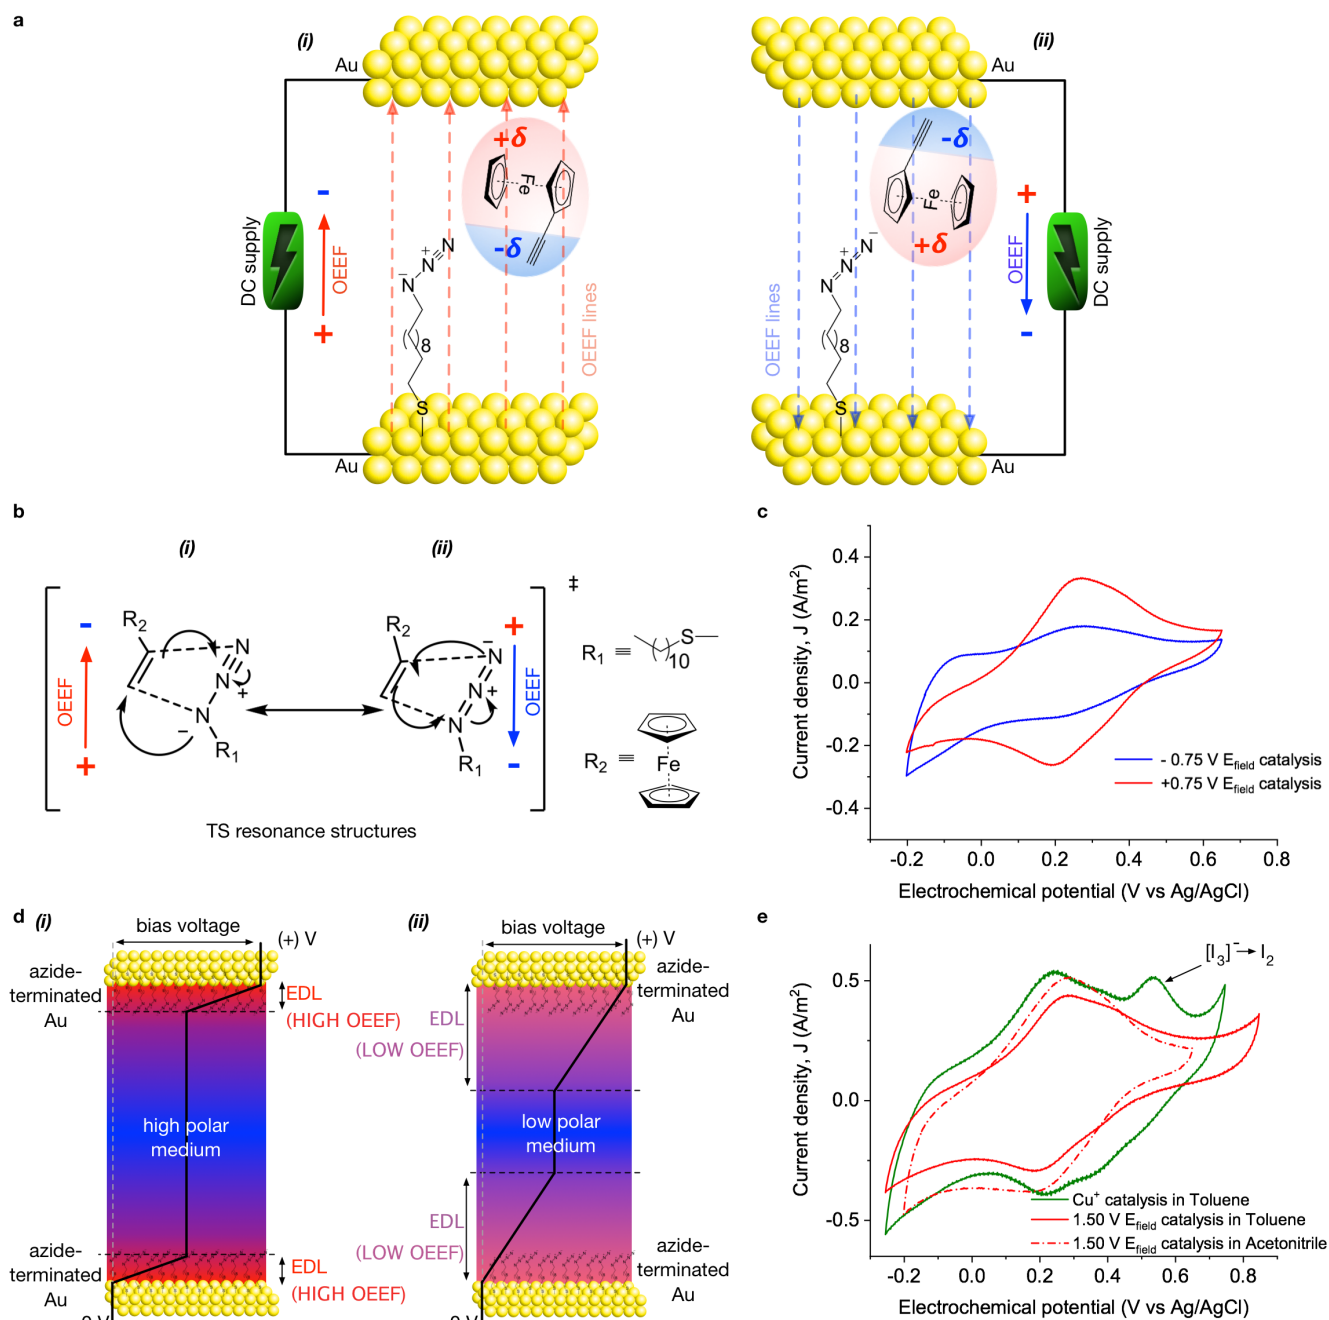 a
(i)
(ii)
Au
Au
+δ
-δ
Fe
-δ
Fe
+δ
-
OEEF
+
DC supply
N
N
+
N
-
8
S
OEEF lines
Au
OEEF lines
N
-
N
+
N
8
S
+
OEEF
-
DC supply
Au
b
(i)
(ii)
‡
-
OEEF
+
R2
N
N
+
N
-
R1
R2
N
-
N
+
N
R1
+
OEEF
-
R1 ≡
10
S
R2 ≡
Fe
TS resonance structures
c
Current density, J (A/m²)
0.4
0.2
0.0
-0.2
-0.4
- 0.75 V Efield catalysis
+0.75 V Efield catalysis
-0.2 0.0 0.2 0.4 0.6 0.8
Electrochemical potential (V vs Ag/AgCl)
d (i)
bias voltage
(+) V
azide-
terminated
Au
EDL
(HIGH OEEF)
high polar
medium
azide-
terminated
Au
EDL
(HIGH OEEF)
(ii)
bias voltage
(+) V
azide-
terminated
Au
EDL
(LOW OEEF)
low polar
medium
EDL
(LOW OEEF)
azide-
terminated
Au
e
[I3]⁻→ I2
Current density, J (A/m²)
0.5
0.0
-0.5
Cu⁺ catalysis in Toluene
1.50 V Efield catalysis in Toluene
1.50 V Efield catalysis in Acetonitrile
-0.2 0.0 0.2 0.4 0.6 0.8
Electrochemical potential (V vs Ag/AgCl)